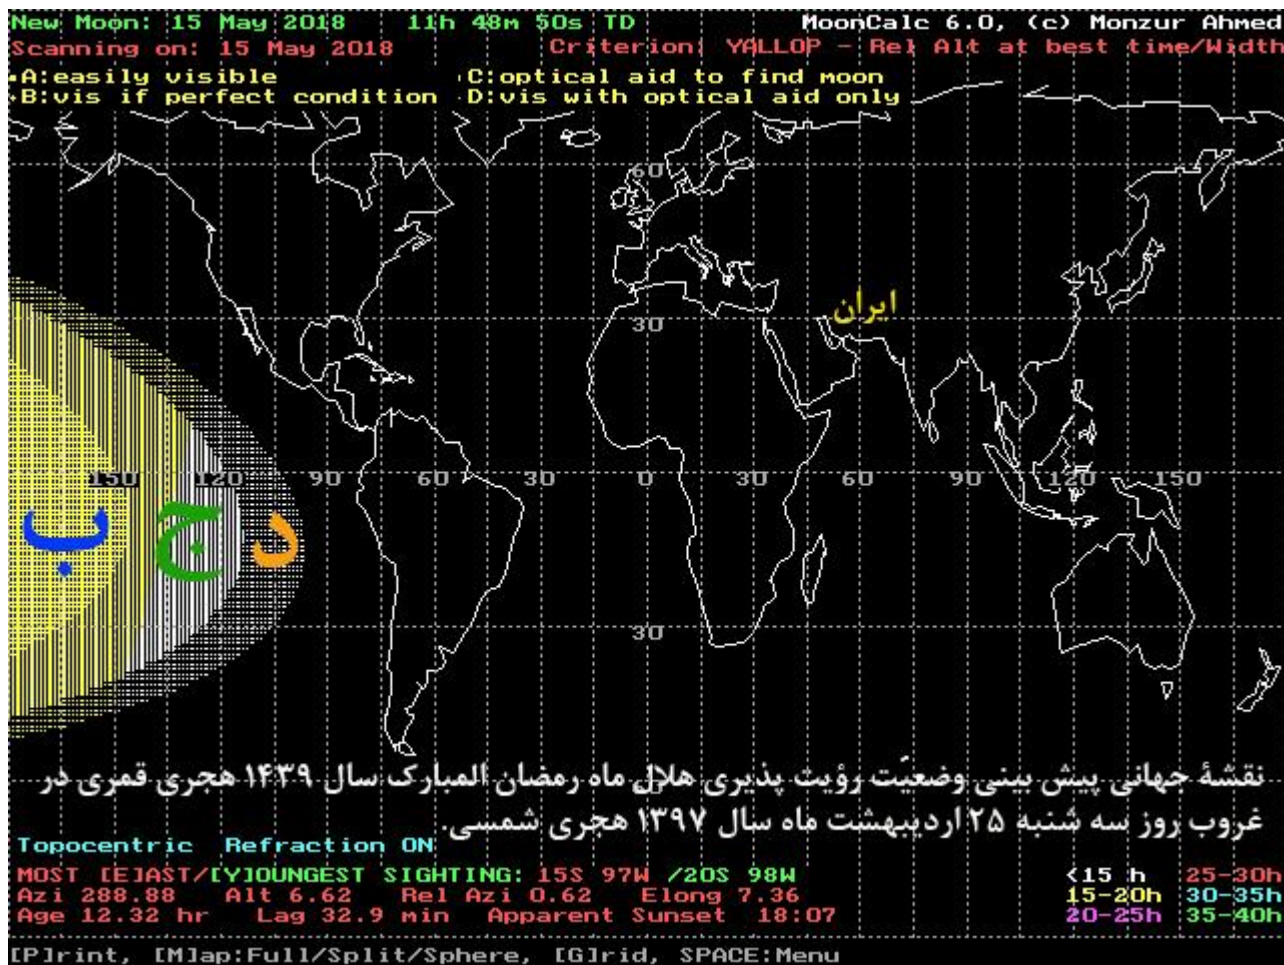 New Moon: 15 May 2018 11h 48m 50s TD MoonCalc 6.0, (c) Monzur Ahmed
Scanning on: 15 May 2018 Criterion: YALLOP - Rel Alt at best time/Width
A:easily visible C:optical aid to find moon
B:vis if perfect condition D:vis with optical aid only
60
ایران
30
150 120 90 60 30 0 30 60 90 120 150
ب ج د
30
نقشهٔ جهانی پیش بینی وضعیّت رؤیت پذیری هلال ماه رمضان المبارک سال ۱۴۳۹ هجری قمری در
غروب روز سه شنبه ۲۵ اردیبهشت ماه سال ۱۳۹۷ هجری شمسی.
Topocentric Refraction ON
MOST [E]AST/[Y]OUNGEST SIGHTING: 15S 97W /20S 98W <15 h 25-30h
Azi 288.88 Alt 6.62 Rel Azi 0.62 Elong 7.36 15-20h 30-35h
Age 12.32 hr Lag 32.9 min Apparent Sunset 18:07 20-25h 35-40h
[P]rint, [M]ap:Full/Split/Sphere, [G]rid, SPACE:Menu